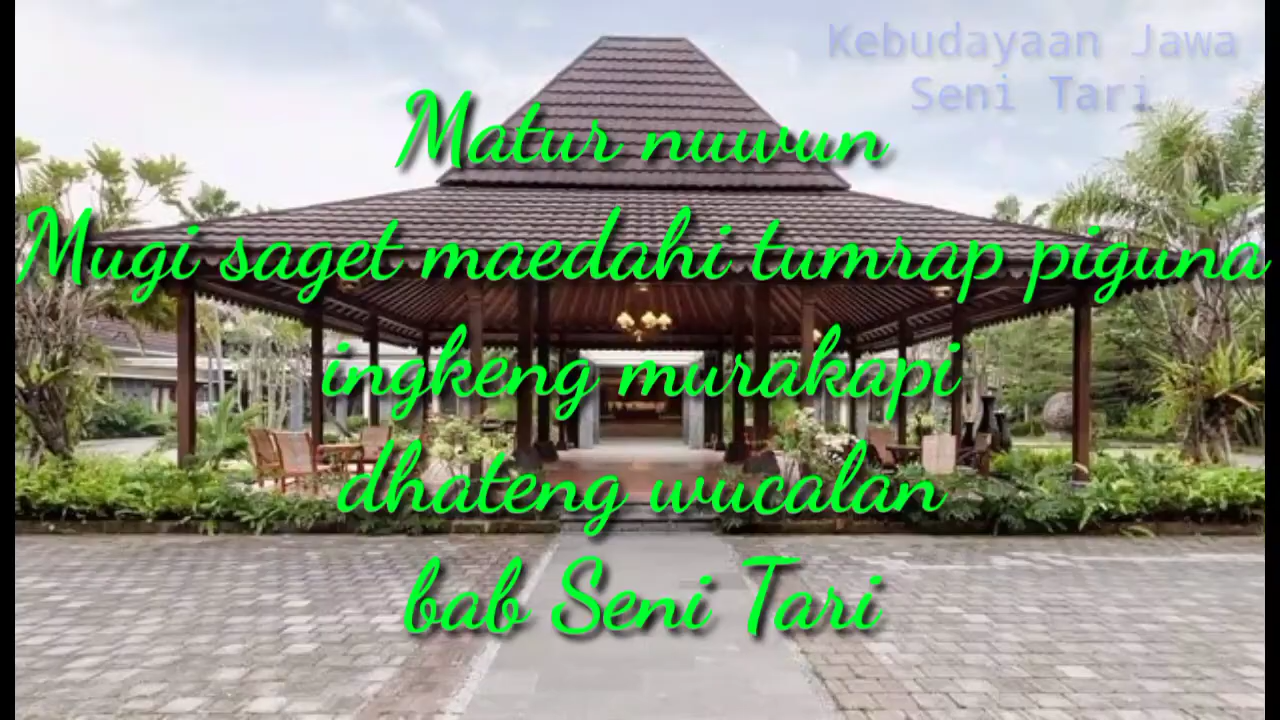 Kebudayaan Jawa
Seni Tari
Matur nuwun
Mugi saget maedahi tumrap piguna
ingkeng murakapi
dhateng wucalan
bab Seni Tari